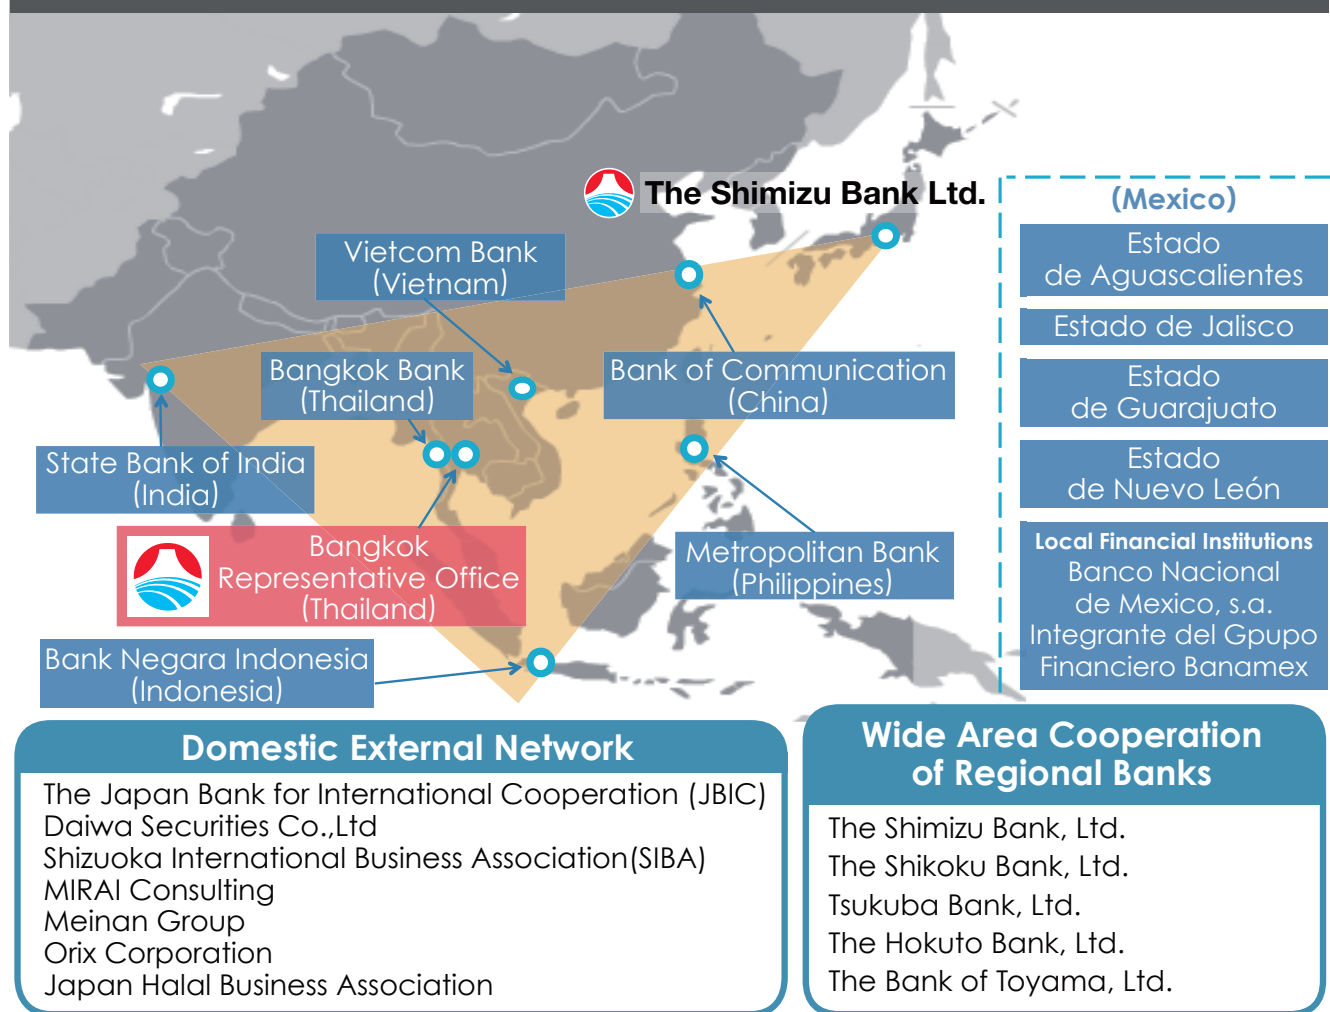 The Shimizu Bank Ltd.
Vietcom Bank
(Vietnam)
Bangkok Bank
(Thailand)
Bank of Communication
(China)
State Bank of India
(India)
Bangkok
Representative Office
(Thailand)
Metropolitan Bank
(Philippines)
Bank Negara Indonesia
(Indonesia)
(Mexico)
Estado
de Aguascalientes
Estado de Jalisco
Estado
de Guarajuato
Estado
de Nuevo León
Local Financial Institutions
Banco Nacional
de Mexico, s.a.
Integrante del Gpupo
Financiero Banamex
Domestic External Network
The Japan Bank for International Cooperation (JBIC)
Daiwa Securities Co.,Ltd
Shizuoka International Business Association(SIBA)
MIRAI Consulting
Meinan Group
Orix Corporation
Japan Halal Business Association
Wide Area Cooperation
of Regional Banks
The Shimizu Bank, Ltd.
The Shikoku Bank, Ltd.
Tsukuba Bank, Ltd.
The Hokuto Bank, Ltd.
The Bank of Toyama, Ltd.